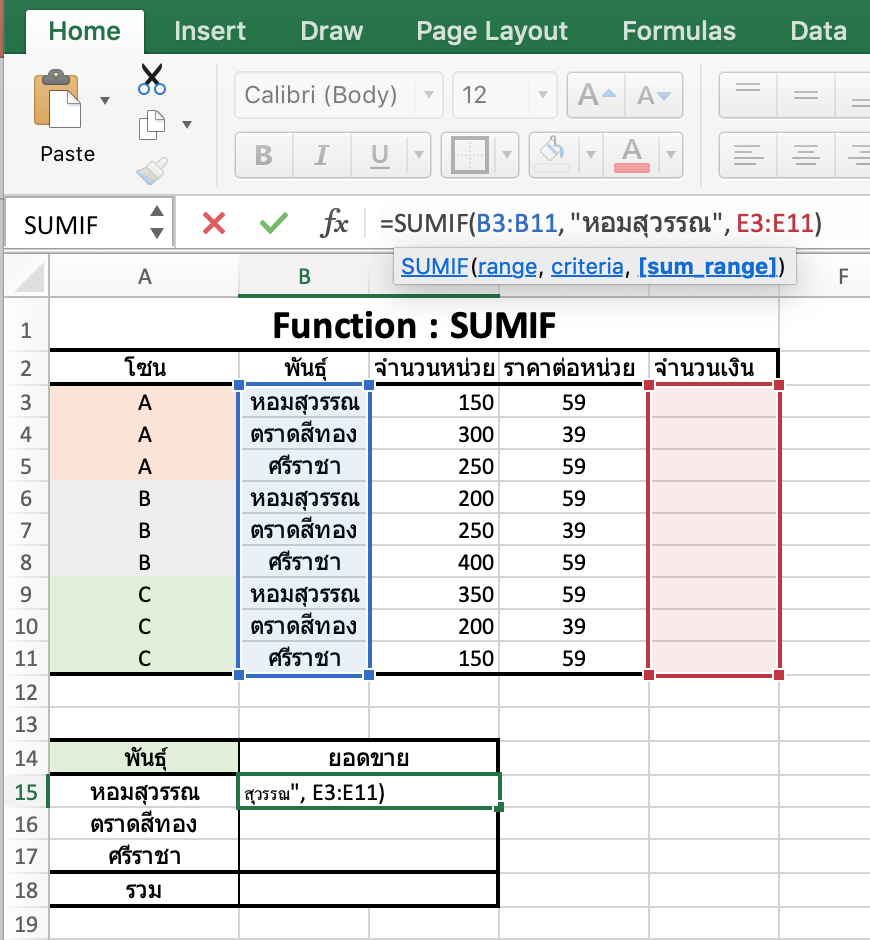 Home Insert Draw Page Layout Formulas Data
Calibri (Body) 12 A A
Paste B I U A
SUMIF fx =SUMIF(B3:B11, "หอมสุวรรณ", E3:E11)
SUMIF(range, criteria, [sum_range])
A B F
1 Function : SUMIF
2 โซน พันธุ์ จำนวนหน่วย ราคาต่อหน่วย จำนวนเงิน
3 A หอมสุวรรณ 150 59
4 A ตราดสีทอง 300 39
5 A ศรีราชา 250 59
6 B หอมสุวรรณ 200 59
7 B ตราดสีทอง 250 39
8 B ศรีราชา 400 59
9 C หอมสุวรรณ 350 59
10 C ตราดสีทอง 200 39
11 C ศรีราชา 150 59
12
13
14 พันธุ์ ยอดขาย
15 หอมสุวรรณ สุวรรณ", E3:E11)
16 ตราดสีทอง
17 ศรีราชา
18 รวม
19